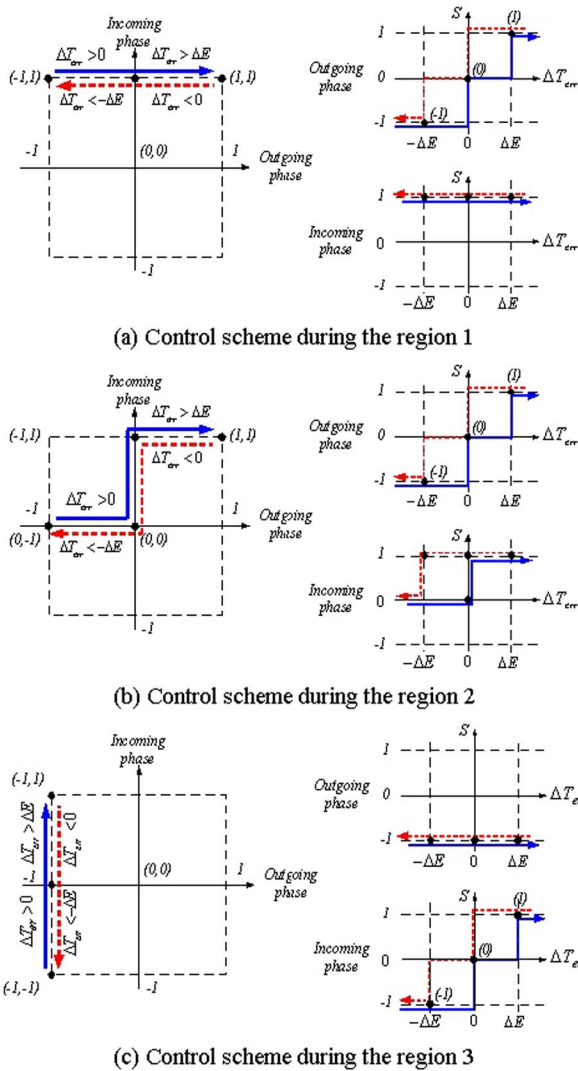 Incoming
phase
ΔT_err>0 ΔT_err>ΔE
(-1,1) (1,1)
ΔT_err<-ΔE ΔT_err<0
-1 (0,0) 1 Outgoing
phase
-1
S
1 (1)
Outgoing
phase 0 (0) ΔT_err
-1 (-1)
-ΔE 0 ΔE
S
1
Incoming
phase 0 ΔT_err
-1
-ΔE 0 ΔE
(a) Control scheme during the region 1
Incoming
phase
ΔT_err>ΔE
(-1,1) (1,1)
ΔT_err<0
ΔT_err>0
-1 1 Outgoing
phase
(0,-1) ΔT_err<-ΔE (0,0)
-1
S
1 (1)
Outgoing
phase 0 (0) ΔT_err
-1 (-1)
-ΔE 0 ΔE
S
1
Incoming
phase 0 ΔT_err
-1
-ΔE 0 ΔE
(b) Control scheme during the region 2
Incoming
phase
(-1,1)
ΔT_err>ΔE ΔT_err<0
-1 (0,0) 1 Outgoing
phase
ΔT_err>0 ΔT_err<-ΔE
(-1,-1) -1
S
1
Outgoing
phase 0 ΔT_e
-1
-ΔE 0 ΔE
S
1 (1)
Incoming
phase 0 (0) ΔT_e
-1 (-1)
-ΔE 0 ΔE
(c) Control scheme during the region 3